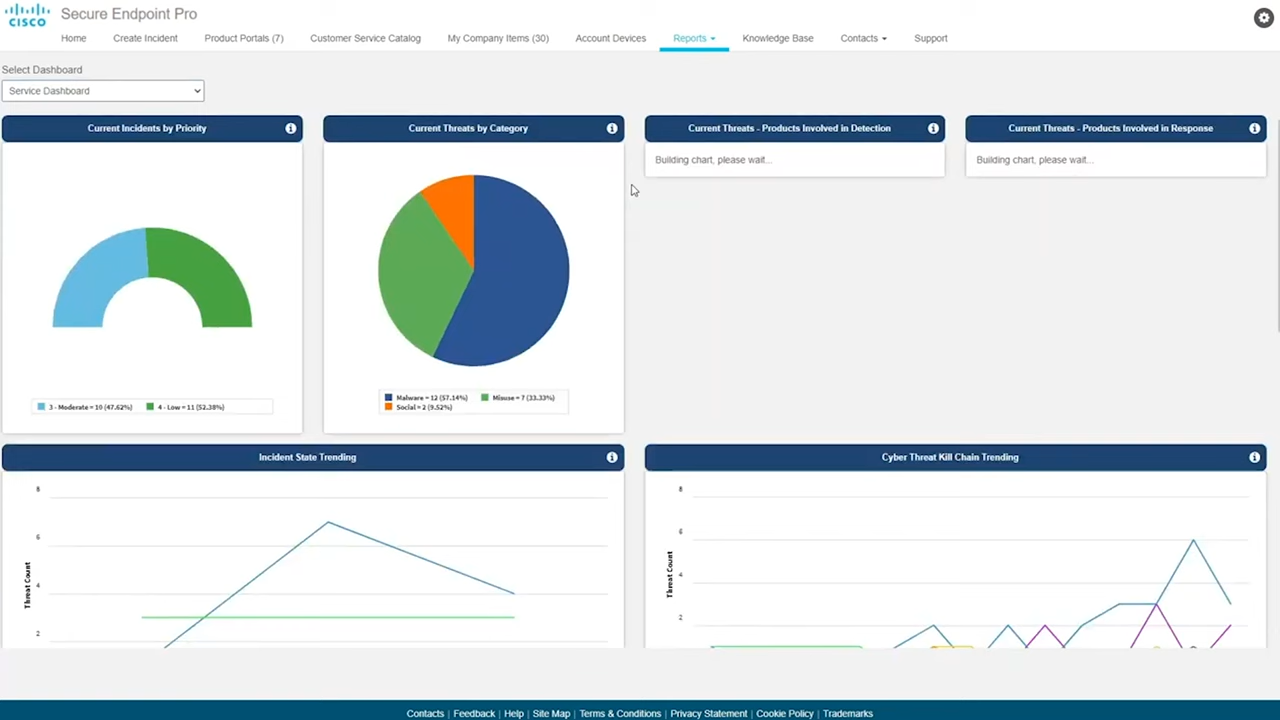 CISCO
Secure Endpoint Pro
Home Create Incident Product Portals (7) Customer Service Catalog My Company Items (30) Account Devices Reports Knowledge Base Contacts Support
Select Dashboard
Service Dashboard
Current Incidents by Priority
3 - Moderate = 10 (47.62%) 4 - Low = 11 (52.38%)
Current Threats by Category
Malware = 12 (57.14%) Misuse = 7 (33.33%)
Social = 2 (9.52%)
Current Threats - Products Involved in Detection
Building chart, please wait...
Current Threats - Products Involved in Response
Building chart, please wait...
Incident State Trending
8
6
4
2
Threat Count
Cyber Threat Kill Chain Trending
8
6
4
2
Threat Count
Contacts | Feedback | Help | Site Map | Terms & Conditions | Privacy Statement | Cookie Policy | Trademarks